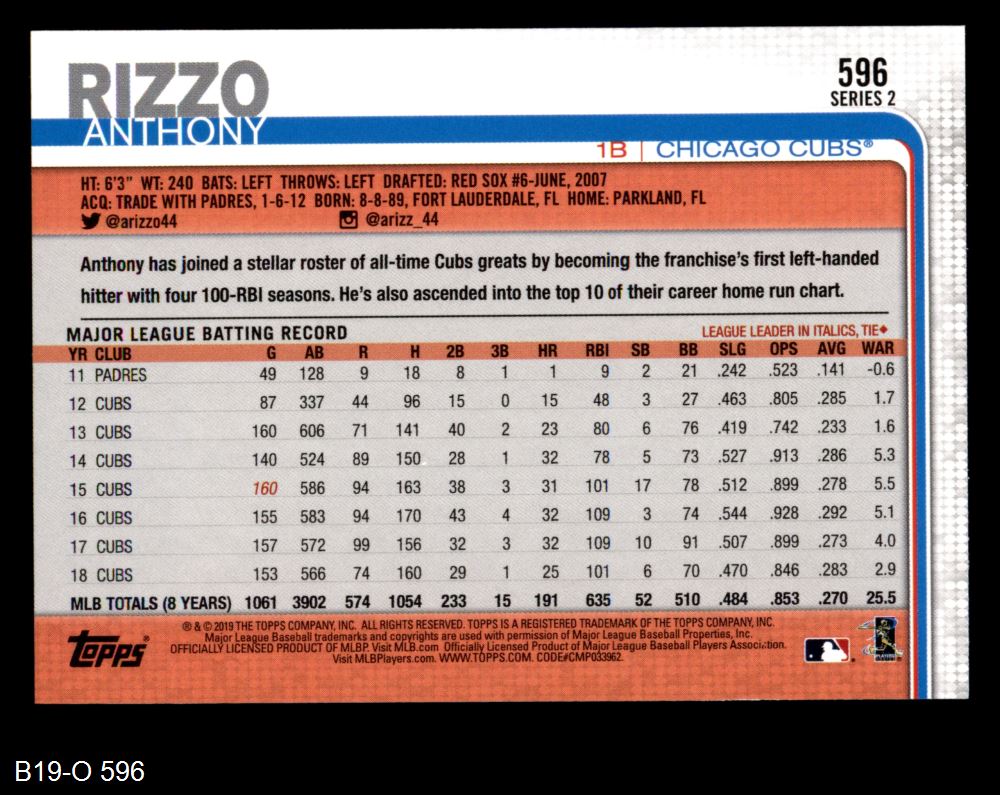 RIZZO
ANTHONY
596
SERIES 2
1B | CHICAGO CUBS®
HT: 6'3" WT: 240 BATS: LEFT THROWS: LEFT DRAFTED: RED SOX #6-JUNE, 2007
ACQ: TRADE WITH PADRES, 1-6-12 BORN: 8-8-89, FORT LAUDERDALE, FL HOME: PARKLAND, FL
@arizzo44 @arizz_44
Anthony has joined a stellar roster of all-time Cubs greats by becoming the franchise's first left-handed
hitter with four 100-RBI seasons. He's also ascended into the top 10 of their career home run chart.
MAJOR LEAGUE BATTING RECORD LEAGUE LEADER IN ITALICS, TIE♦
YR CLUB G AB R H 2B 3B HR RBI SB BB SLG OPS AVG WAR
11 PADRES 49 128 9 18 8 1 1 9 2 21 .242 .523 .141 -0.6
12 CUBS 87 337 44 96 15 0 15 48 3 27 .463 .805 .285 1.7
13 CUBS 160 606 71 141 40 2 23 80 6 76 .419 .742 .233 1.6
14 CUBS 140 524 89 150 28 1 32 78 5 73 .527 .913 .286 5.3
15 CUBS 160 586 94 163 38 3 31 101 17 78 .512 .899 .278 5.5
16 CUBS 155 583 94 170 43 4 32 109 3 74 .544 .928 .292 5.1
17 CUBS 157 572 99 156 32 3 32 109 10 91 .507 .899 .273 4.0
18 CUBS 153 566 74 160 29 1 25 101 6 70 .470 .846 .283 2.9
MLB TOTALS (8 YEARS) 1061 3902 574 1054 233 15 191 635 52 510 .484 .853 .270 25.5
® & © 2019 THE TOPPS COMPANY, INC. ALL RIGHTS RESERVED. TOPPS IS A REGISTERED TRADEMARK OF THE TOPPS COMPANY, INC.
Major League Baseball trademarks and copyrights are used with permission of Major League Baseball Properties, Inc.
OFFICIALLY LICENSED PRODUCT OF MLBP. Visit MLB.com Official Licensed Product of Major League Baseball Players Association.
Visit MLBPlayers.com. WWW.TOPPS.COM. CODE#CMP033962.
Topps®
B19-O 596